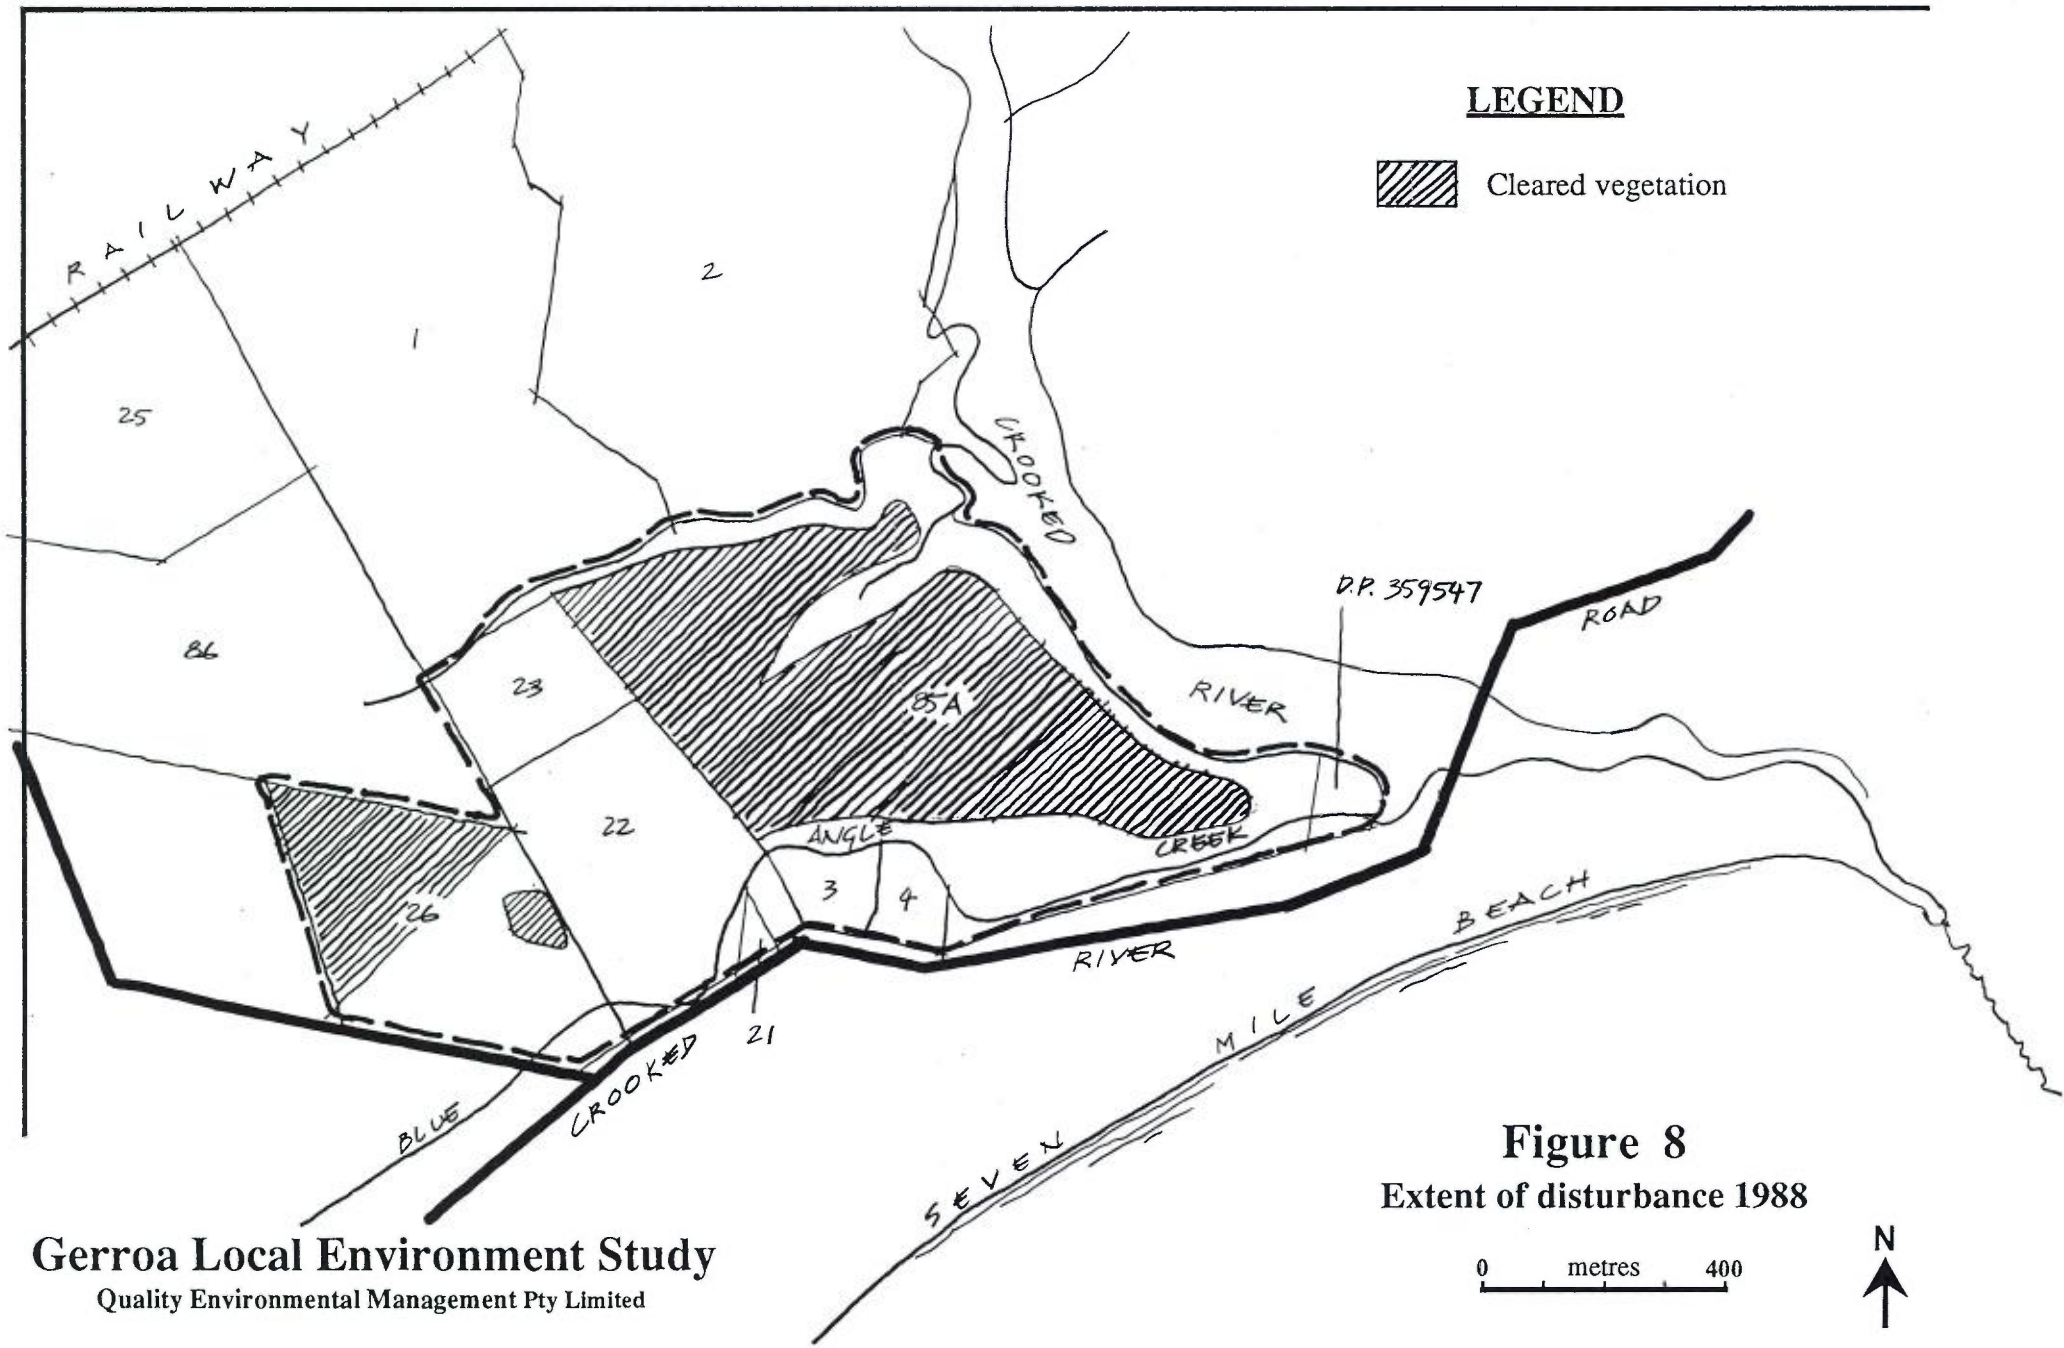 LEGEND
Cleared vegetation
RAILWAY
2
1
25
CROOKED
D.P. 359547
ROAD
86
23
RIVER
85A
22
ANGLE
CREEK
3
4
26
BEACH
RIVER
21
MILE
CROOKED
BLUE
SEVEN
Figure 8
Extent of disturbance 1988
N
0 metres 400
Gerroa Local Environment Study
Quality Environmental Management Pty Limited